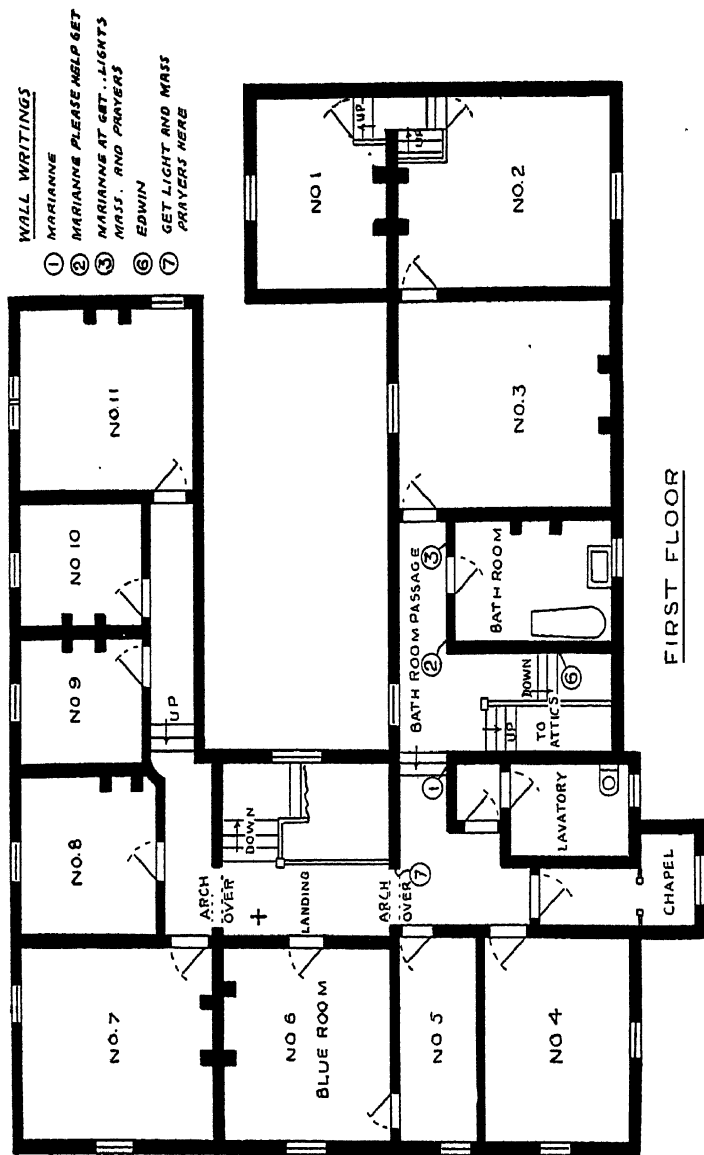 WALL WRITINGS
① MARIANNE
② MARIANNE PLEASE HELP GET
③ MARIANNE AT GET .. LIGHTS
MASS. AND PRAYERS
⑥ EDWIN
⑦ GET LIGHT AND MASS
PRAYERS HERE
NO.7
NO.8
NO 9
NO 10
NO.11
UP
ARCH
OVER
DOWN
LANDING
NO 6
BLUE ROOM
ARCH
OVER
⑦
NO 5
NO 4
CHAPEL
LAVATORY
①
BATH ROOM PASSAGE
②
③
UP
TO
ATTICS
DOWN
⑥
BATH ROOM
NO.3
NO 1
UP
UP
NO.2
FIRST FLOOR